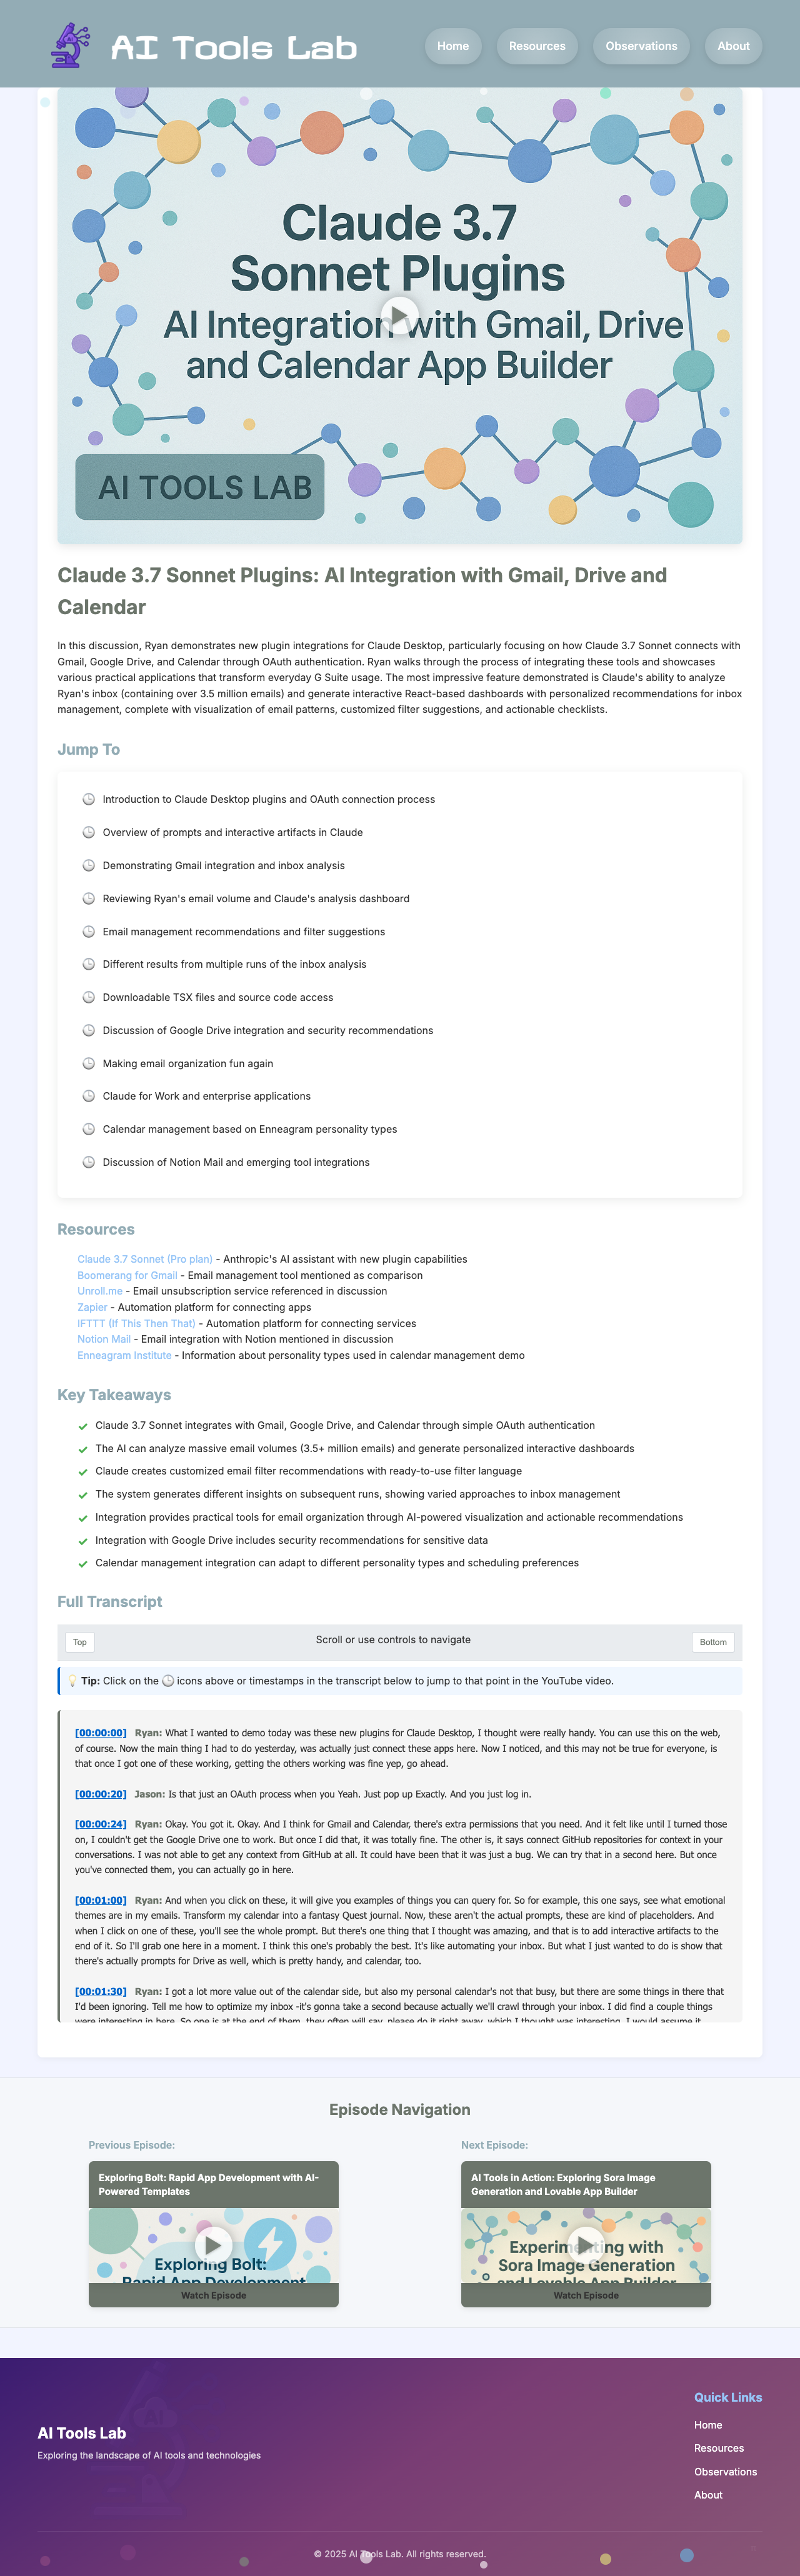 AI Tools Lab
Home
Resources
Observations
About
Claude 3.7
Sonnet Plugins
AI Integration with Gmail, Drive
and Calendar App Builder
AI TOOLS LAB
Claude 3.7 Sonnet Plugins: AI Integration with Gmail, Drive and
Calendar
In this discussion, Ryan demonstrates new plugin integrations for Claude Desktop, particularly focusing on how Claude 3.7 Sonnet connects with
Gmail, Google Drive, and Calendar through OAuth authentication. Ryan walks through the process of integrating these tools and showcases
various practical applications that transform everyday G Suite usage. The most impressive feature demonstrated is Claude's ability to analyze
Ryan's inbox (containing over 3.5 million emails) and generate interactive React-based dashboards with personalized recommendations for inbox
management, complete with visualization of email patterns, customized filter suggestions, and actionable checklists.
Jump To
Introduction to Claude Desktop plugins and OAuth connection process
Overview of prompts and interactive artifacts in Claude
Demonstrating Gmail integration and inbox analysis
Reviewing Ryan's email volume and Claude's analysis dashboard
Email management recommendations and filter suggestions
Different results from multiple runs of the inbox analysis
Downloadable TSX files and source code access
Discussion of Google Drive integration and security recommendations
Making email organization fun again
Claude for Work and enterprise applications
Calendar management based on Enneagram personality types
Discussion of Notion Mail and emerging tool integrations
Resources
Claude 3.7 Sonnet (Pro plan) - Anthropic's AI assistant with new plugin capabilities
Boomerang for Gmail - Email management tool mentioned as comparison
Unroll.me - Email unsubscription service referenced in discussion
Zapier - Automation platform for connecting apps
IFTTT (If This Then That) - Automation platform for connecting services
Notion Mail - Email integration with Notion mentioned in discussion
Enneagram Institute - Information about personality types used in calendar management demo
Key Takeaways
Claude 3.7 Sonnet integrates with Gmail, Google Drive, and Calendar through simple OAuth authentication
The AI can analyze massive email volumes (3.5+ million emails) and generate personalized interactive dashboards
Claude creates customized email filter recommendations with ready-to-use filter language
The system generates different insights on subsequent runs, showing varied approaches to inbox management
Integration provides practical tools for email organization through AI-powered visualization and actionable recommendations
Integration with Google Drive includes security recommendations for sensitive data
Calendar management integration can adapt to different personality types and scheduling preferences
Full Transcript
Top
Scroll or use controls to navigate
Bottom
Tip: Click on the icons above or timestamps in the transcript below to jump to that point in the YouTube video.
[00:00:00] Ryan: What I wanted to demo today was these new plugins for Claude Desktop, I thought were really handy. You can use this on the web,
of course. Now the main thing I had to do yesterday, was actually just connect these apps here. Now I noticed, and this may not be true for everyone, is
that once I got one of these working, getting the others working was fine yep, go ahead.
[00:00:20] Jason: Is that just an OAuth process when you Yeah. Just pop up Exactly. And you just log in.
[00:00:24] Ryan: Okay. You got it. Okay. And I think for Gmail and Calendar, there's extra permissions that you need. And it felt like until I turned those
on, I couldn't get the Google Drive one to work. But once I did that, it was totally fine. The other is, it says connect GitHub repositories for context in your
conversations. I was not able to get any context from GitHub at all. It could have been that it was just a bug. We can try that in a second here. But once
you've connected them, you can actually go in here.
[00:01:00] Ryan: And when you click on these, it will give you examples of things you can query for. So for example, this one says, see what emotional
themes are in my emails. Transform my calendar into a fantasy Quest journal. Now, these aren't the actual prompts, these are kind of placeholders. And
when I click on one of these, you'll see the whole prompt. But there's one thing that I thought was amazing, and that is to add interactive artifacts to the
end of it. So I'll grab one here in a moment. I think this one's probably the best. It's like automating your inbox. But what I just wanted to do is show that
there's actually prompts for Drive as well, which is pretty handy, and calendar, too.
[00:01:30] Ryan: I got a lot more value out of the calendar side, but also my personal calendar's not that busy, but there are some things in there that
I'd been ignoring. Tell me how to optimize my inbox -it's gonna take a second because actually we'll crawl through your inbox. I did find a couple things
were interesting in here. So one is at the end of them, they often will say, please do it right away, which I thought was interesting. I would assume it
Episode Navigation
Previous Episode:
Exploring Bolt: Rapid App Development with AI-
Powered Templates
Exploring Bolt:
Rapid App Development
Watch Episode
Next Episode:
AI Tools in Action: Exploring Sora Image
Generation and Lovable App Builder
Experimenting with
Sora Image Generation
and Lovable App Builder
Watch Episode
AI Tools Lab
Exploring the landscape of AI tools and technologies
Quick Links
Home
Resources
Observations
About
© 2025 AI Tools Lab. All rights reserved.